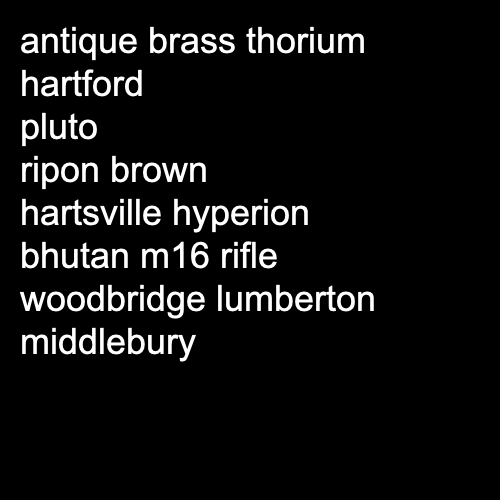 antique brass thorium
hartford
pluto
ripon brown
hartsville hyperion
bhutan m16 rifle
woodbridge lumberton
middlebury